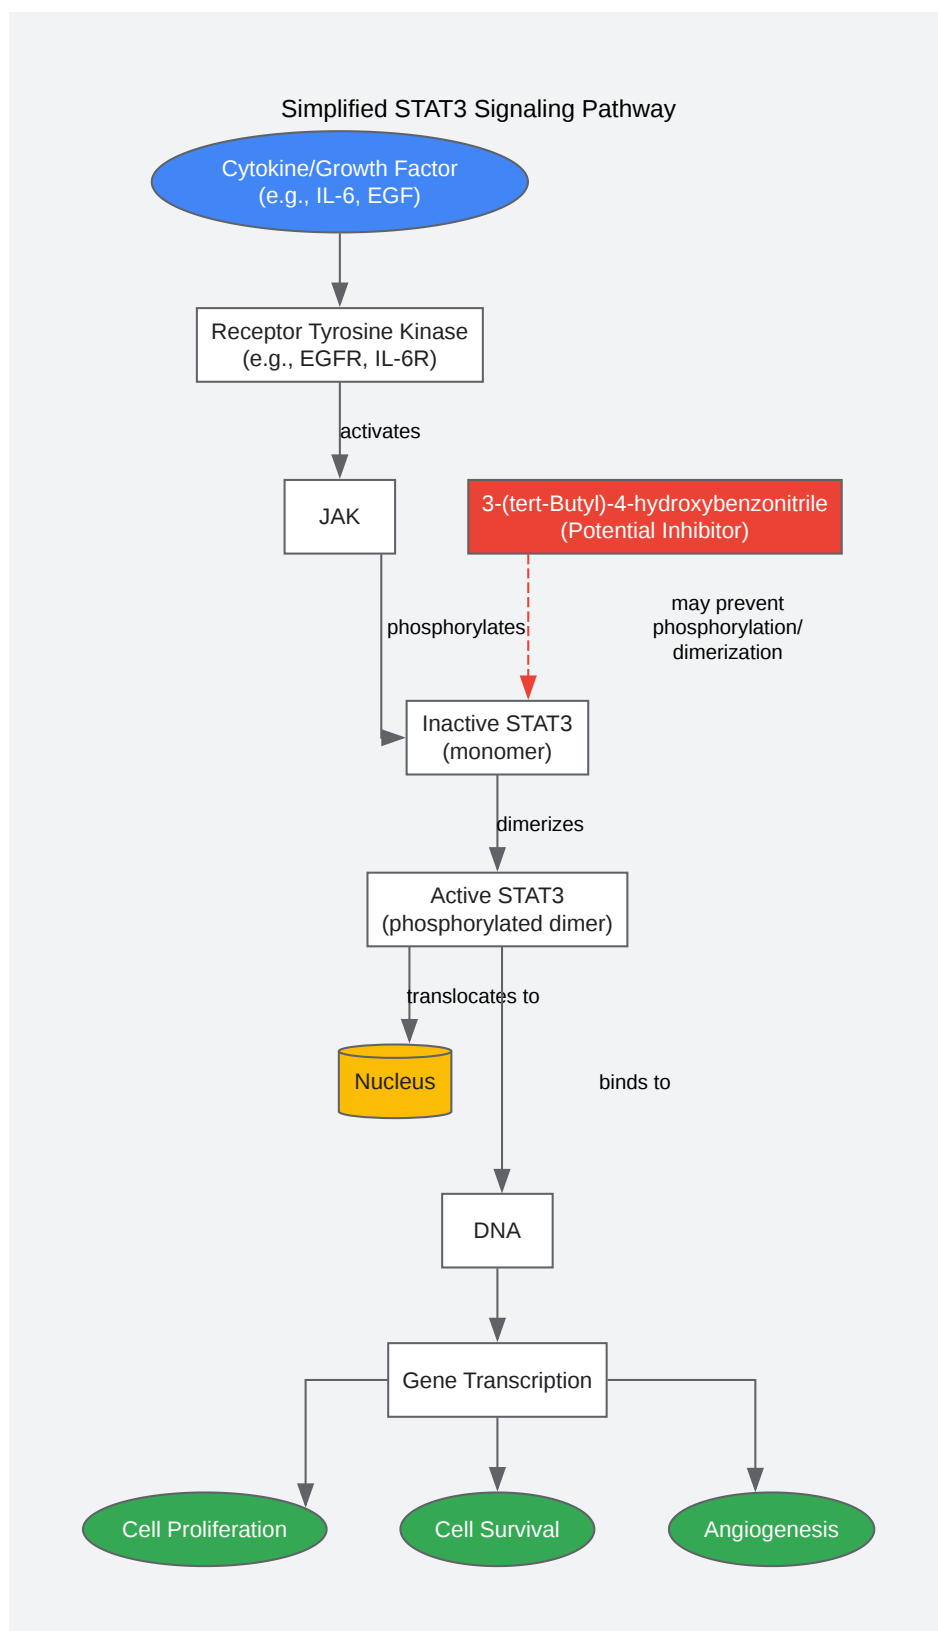 Simplified STAT3 Signaling Pathway
Cytokine/Growth Factor
(e.g., IL-6, EGF)
Receptor Tyrosine Kinase
(e.g., EGFR, IL-6R)
activates
JAK
3-(tert-Butyl)-4-hydroxybenzonitrile
(Potential Inhibitor)
phosphorylates
may prevent
phosphorylation/
dimerization
Inactive STAT3
(monomer)
dimerizes
Active STAT3
(phosphorylated dimer)
translocates to
Nucleus
binds to
DNA
Gene Transcription
Cell Proliferation
Cell Survival
Angiogenesis